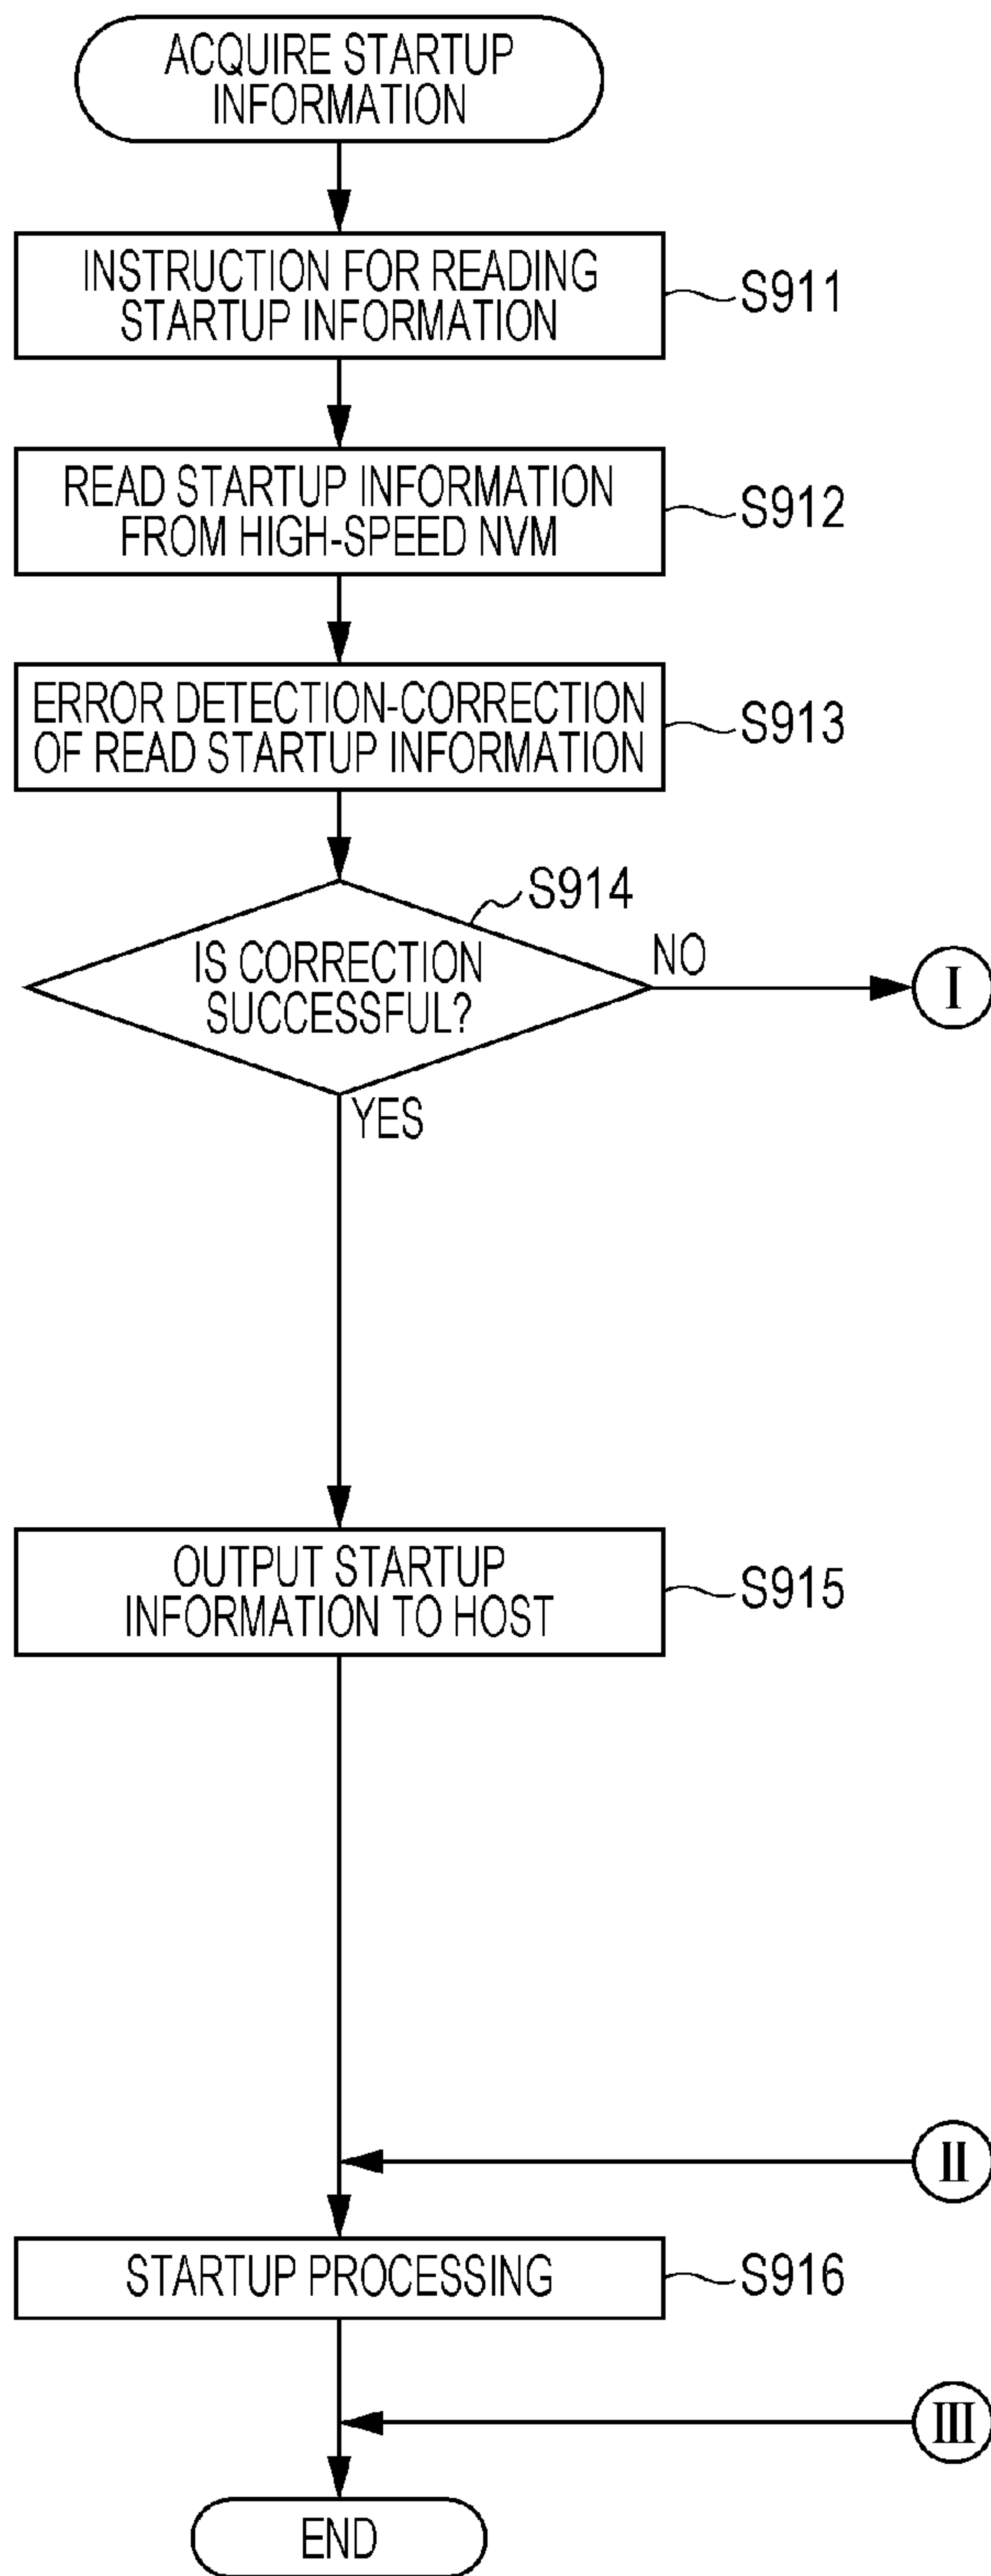 ACQUIRE STARTUP
INFORMATION
INSTRUCTION FOR READING
STARTUP INFORMATION
S911
READ STARTUP INFORMATION
FROM HIGH-SPEED NVM
S912
ERROR DETECTION-CORRECTION
OF READ STARTUP INFORMATION
S913
S914
IS CORRECTION
SUCCESSFUL?
NO
I
YES
OUTPUT STARTUP
INFORMATION TO HOST
S915
II
STARTUP PROCESSING
S916
III
END